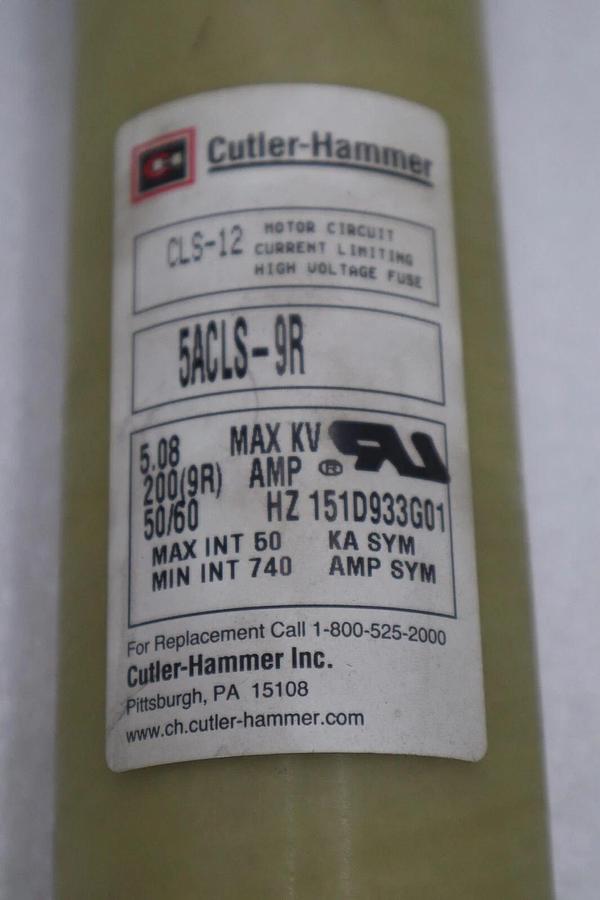 Cutler-Hammer
CLS-12 MOTOR CIRCUIT
CURRENT LIMITING
HIGH VOLTAGE FUSE
5ACLS-9R
5.08 MAX KV
200(9R) AMP ®
50/60 HZ 151D933G01
MAX INT 50 KA SYM
MIN INT 740 AMP SYM
For Replacement Call 1-800-525-2000
Cutler-Hammer Inc.
Pittsburgh, PA 15108
www.ch.cutler-hammer.com